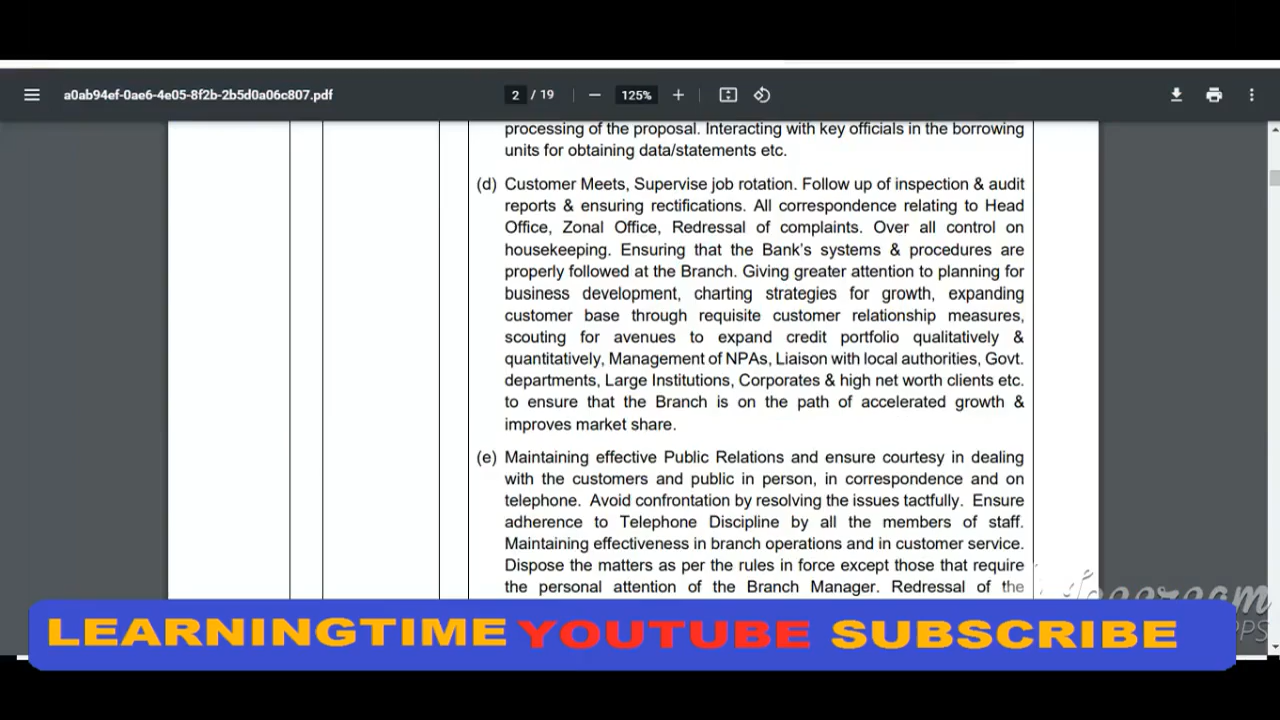 a0ab94ef-0ae6-4e05-8f2b-2b5d0a06c807.pdf
2 / 19
125%
processing of the proposal. Interacting with key officials in the borrowing
units for obtaining data/statements etc.
(d) Customer Meets, Supervise job rotation. Follow up of inspection & audit
reports & ensuring rectifications. All correspondence relating to Head
Office, Zonal Office, Redressal of complaints. Over all control on
housekeeping. Ensuring that the Bank's systems & procedures are
properly followed at the Branch. Giving greater attention to planning for
business development, charting strategies for growth, expanding
customer base through requisite customer relationship measures,
scouting for avenues to expand credit portfolio qualitatively &
quantitatively, Management of NPAs, Liaison with local authorities, Govt.
departments, Large Institutions, Corporates & high net worth clients etc.
to ensure that the Branch is on the path of accelerated growth &
improves market share.
(e) Maintaining effective Public Relations and ensure courtesy in dealing
with the customers and public in person, in correspondence and on
telephone. Avoid confrontation by resolving the issues tactfully. Ensure
adherence to Telephone Discipline by all the members of staff.
Maintaining effectiveness in branch operations and in customer service.
Dispose the matters as per the rules in force except those that require
the personal attention of the Branch Manager. Redressal of the
LEARNINGTIME YOUTUBE SUBSCRIBE